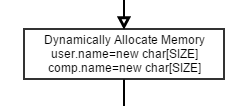 Dynamically Allocate Memory
user.name=new char[SIZE]
comp.name=new char[SIZE]